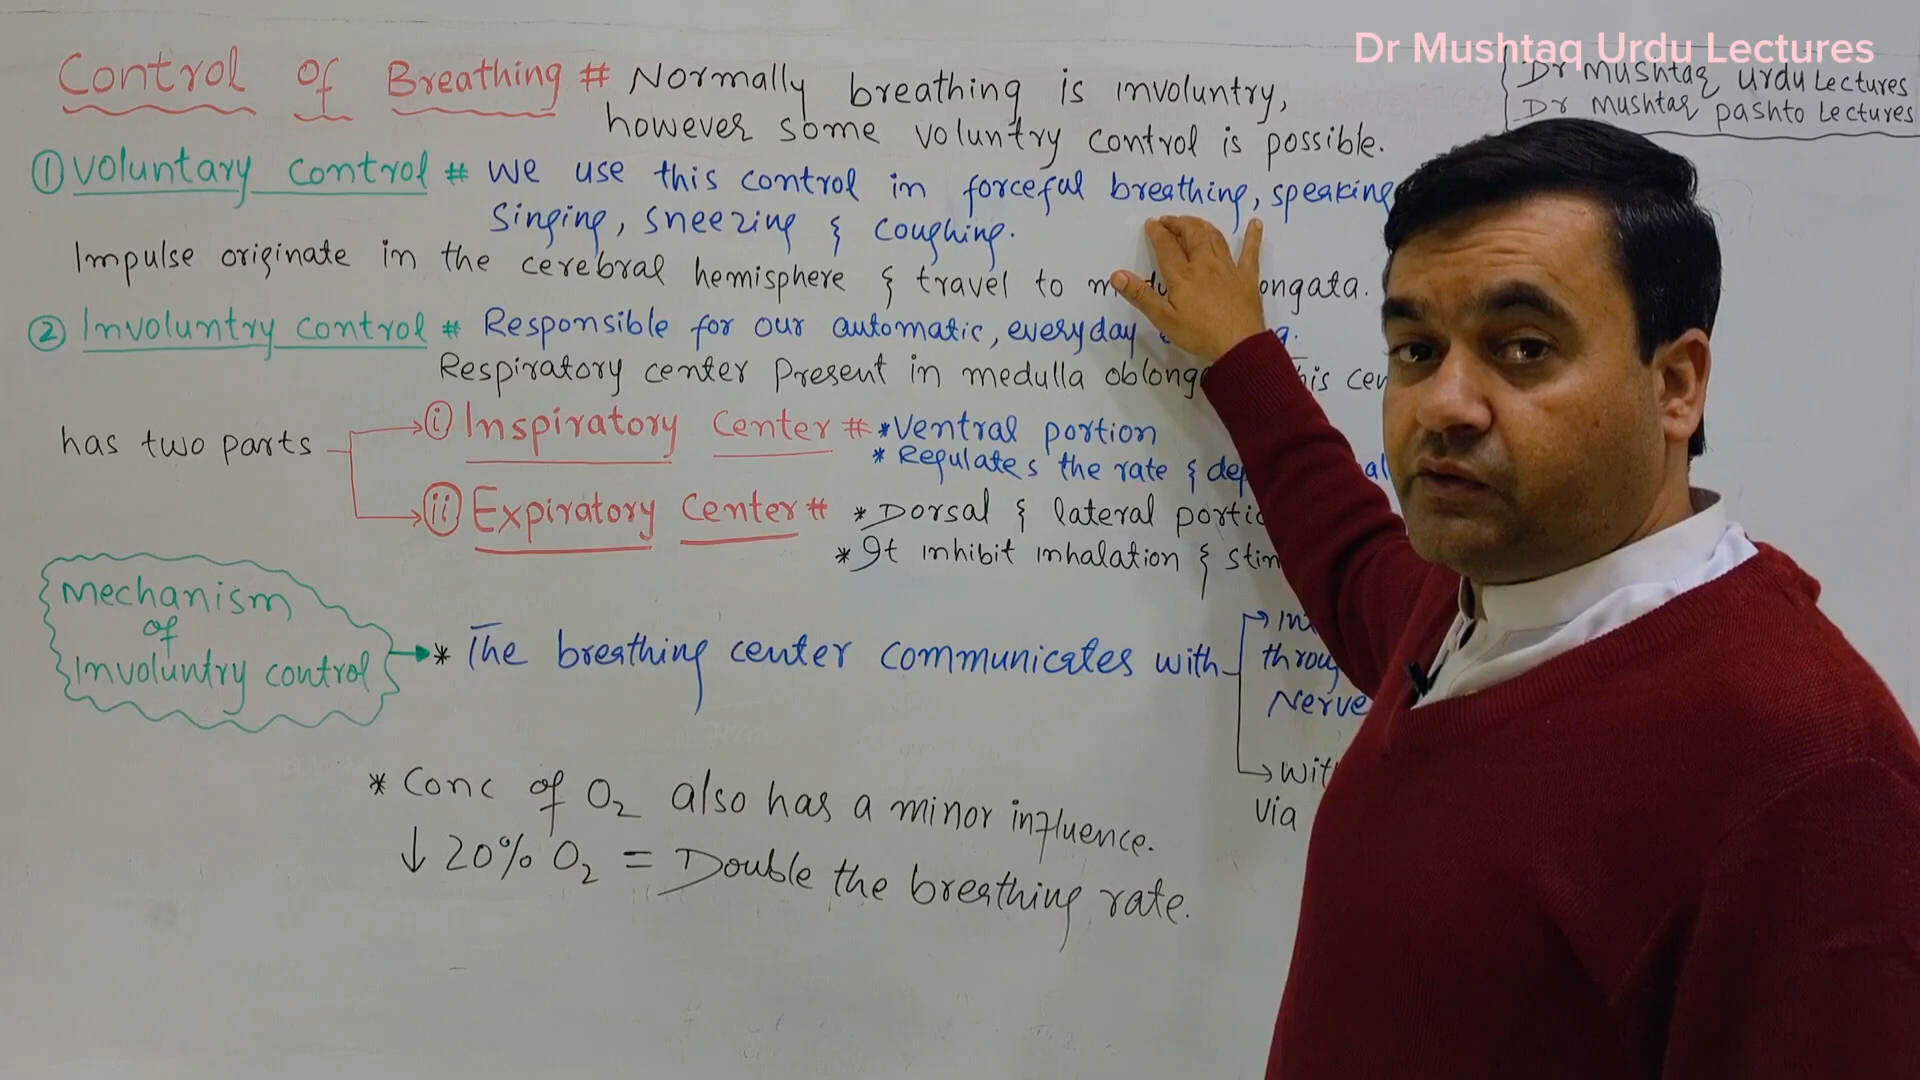 Dr Mushtaq Urdu Lectures
Dr Mushtaq Urdu Lectures
Dr Mushtaq Pashto Lectures
Control of Breathing # Normally breathing is involuntry,
however some voluntry control is possible.
① Voluntary control # We use this control in forceful breathing, speaking
Singing, sneezing & coughing.
Impulse originate in the cerebral hemisphere & travel to
② Involuntry control # Responsible for our automatic, everyday
Respiratory center Present in medulla
has two parts
ⓘ Inspiratory Center # *Ventral portion
* Regulates the rate &
ⓘⓘ Expiratory Center # *Dorsal & lateral
*It inhibit inhalation &
Mechanism
of
Involuntry control
* The breathing center communicates with
Nerve
Via
* Conc of O₂ also has a minor influence.
↓ 20% O₂ = Double the breathing rate.